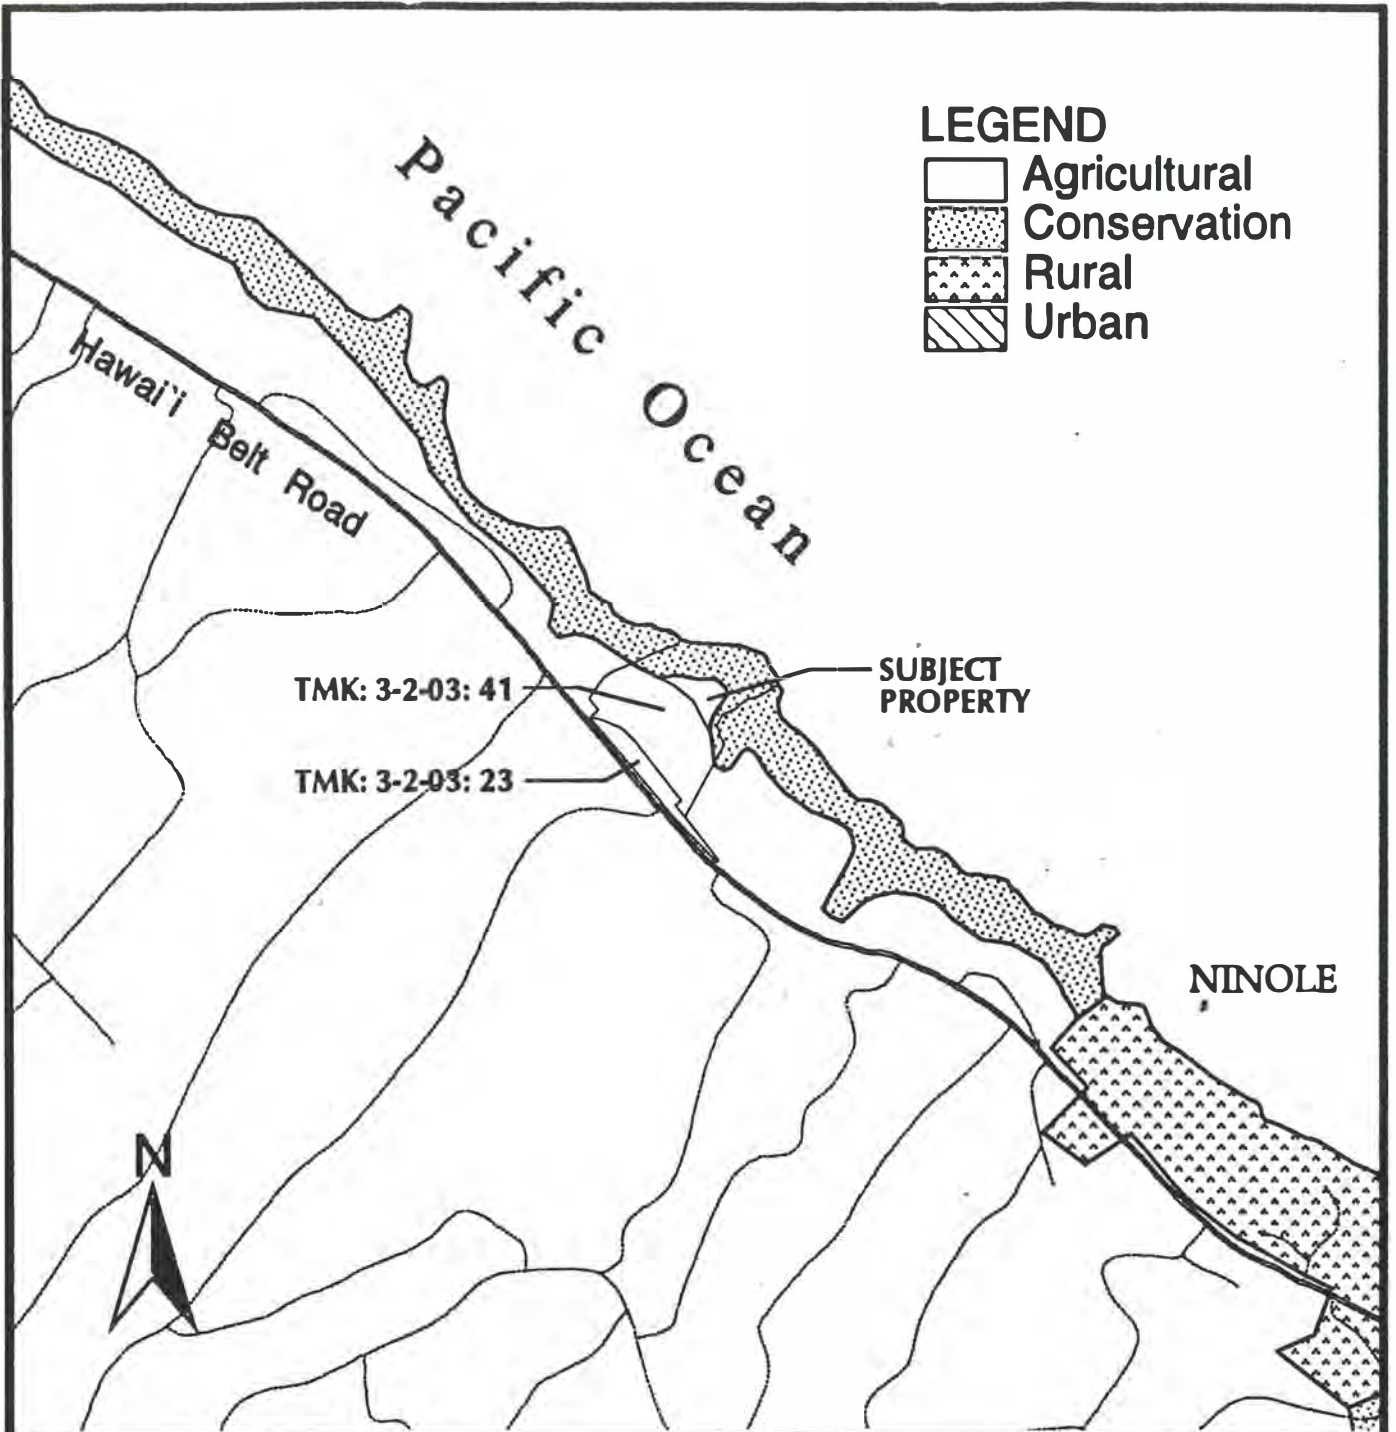 LEGEND
Agricultural
Conservation
Rural
Urban
Pacific Ocean
Hawai`i Belt Road
SUBJECT
PROPERTY
TMK: 3-2-03: 41
TMK: 3-2-03: 23
NINOLE
N